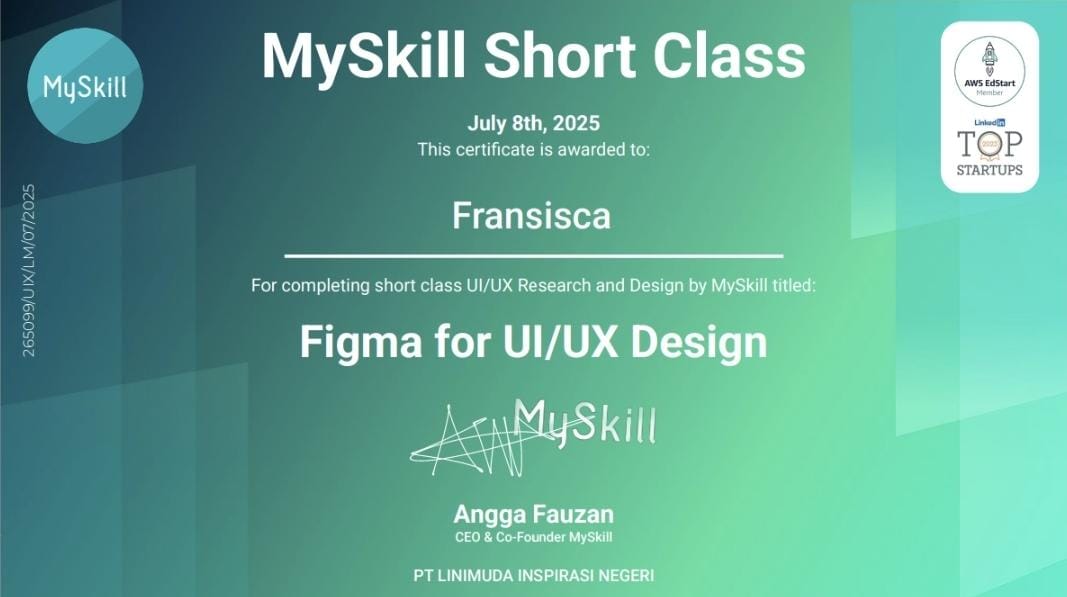 MySkill
MySkill Short Class
AWS EdStart
Member
LinkedIn
TOP
2023
STARTUPS
July 8th, 2025
This certificate is awarded to:
Fransisca
265099/UIX/LM/07/2025
For completing short class UI/UX Research and Design by MySkill titled:
Figma for UI/UX Design
MySkill
Angga Fauzan
CEO & Co-Founder MySkill
PT LINIMUDA INSPIRASI NEGERI